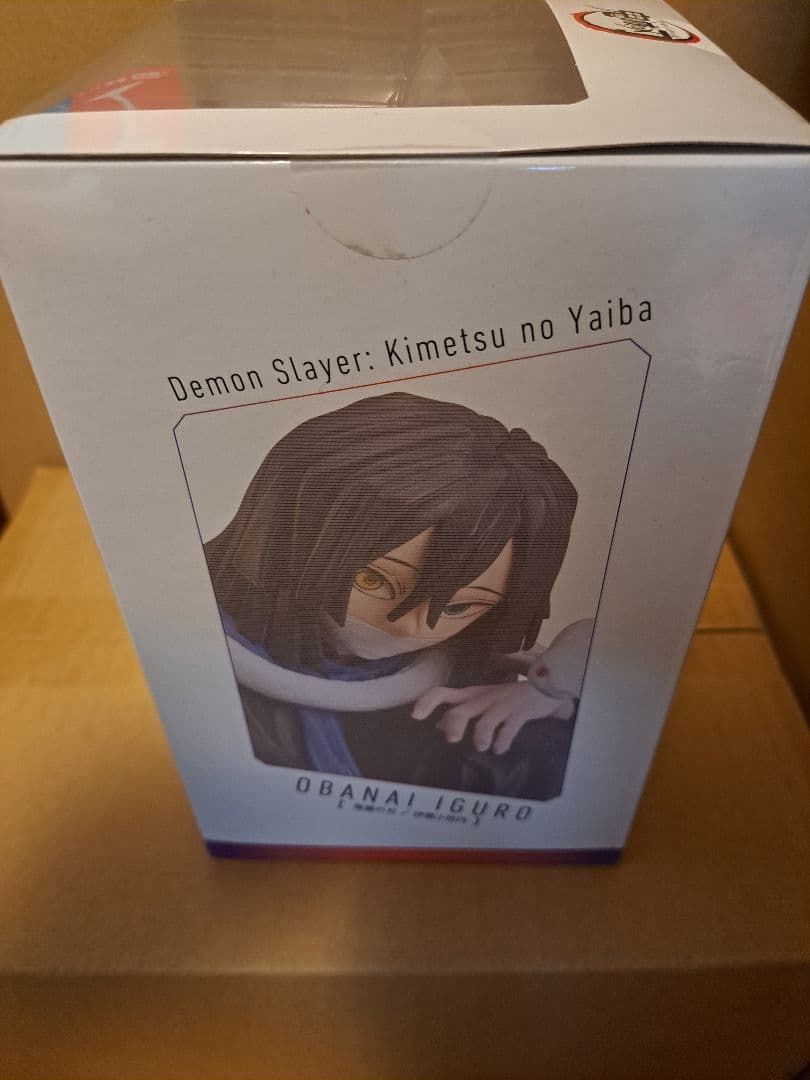 Demon Slayer: Kimetsu no Yaiba
OBANAI IGURO